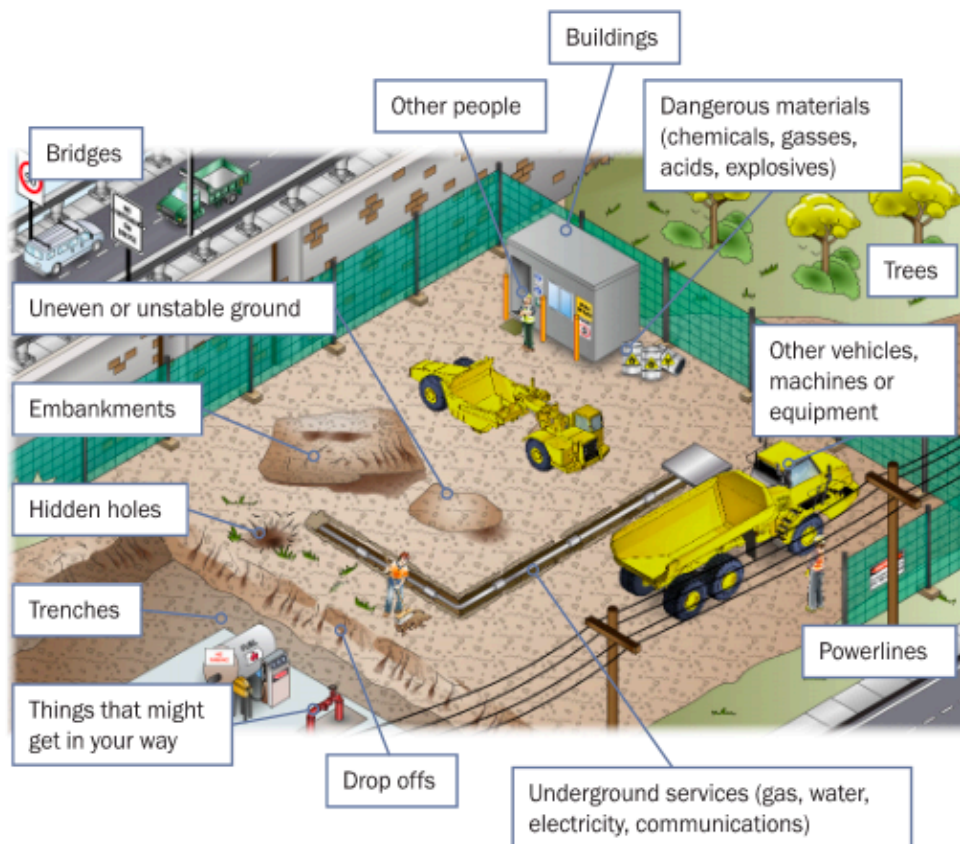 Buildings
Other people
Dangerous materials
(chemicals, gasses,
acids, explosives)
Bridges
Trees
Uneven or unstable ground
Other vehicles,
machines or
equipment
Embankments
Hidden holes
Trenches
Powerlines
Things that might
get in your way
Drop offs
Underground services (gas, water,
electricity, communications)